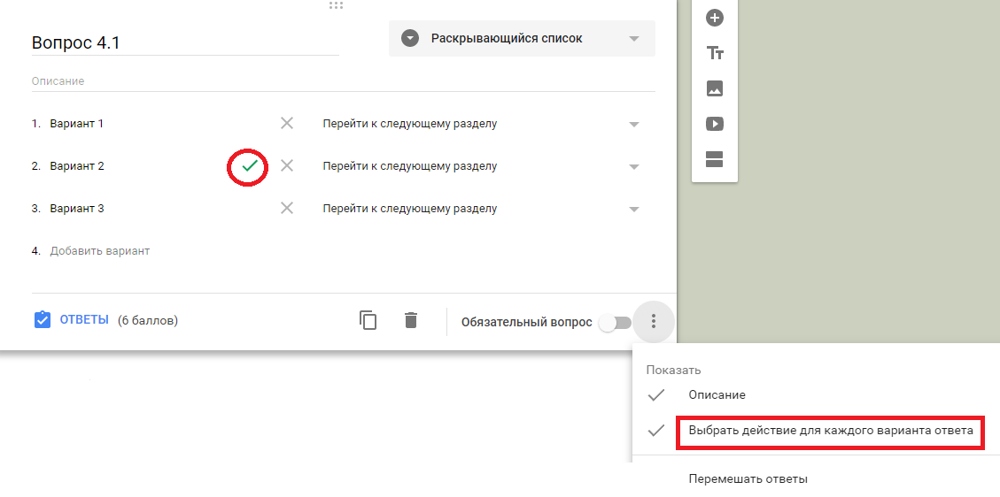 Вопрос 4.1
Раскрывающийся список
Описание
1. Вариант 1 Перейти к следующему разделу
2. Вариант 2 Перейти к следующему разделу
3. Вариант 3 Перейти к следующему разделу
4. Добавить вариант
ОТВЕТЫ (6 баллов) Обязательный вопрос
Показать
Описание
Выбрать действие для каждого варианта ответа
Перемешать ответы